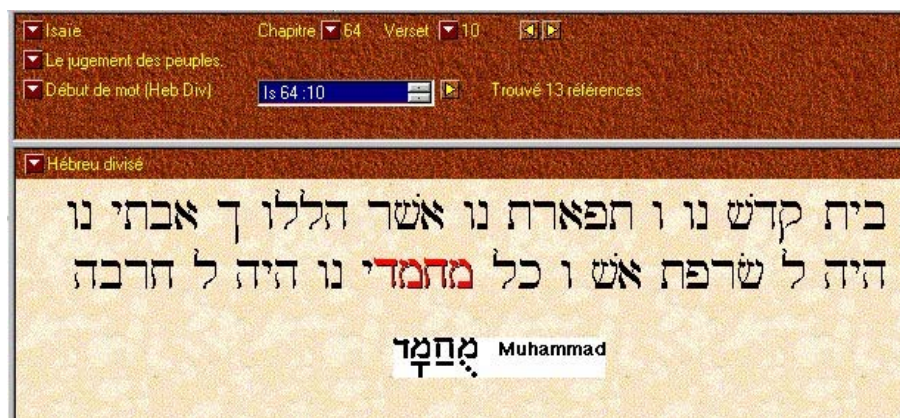 Isaïe Chapitre 64 Verset 10
Le jugement des peuples.
Début de mot (Heb Div) Is 64 :10 Trouvé 13 références
Hébreu divisé
בית קדשׁ נו ו תפארת נו אשׁר הללו ך אבתי נו
היה ל שׂרפת אשׁ ו כל מחמדי נו היה ל חרבה
מֻחַמָד Muhammad